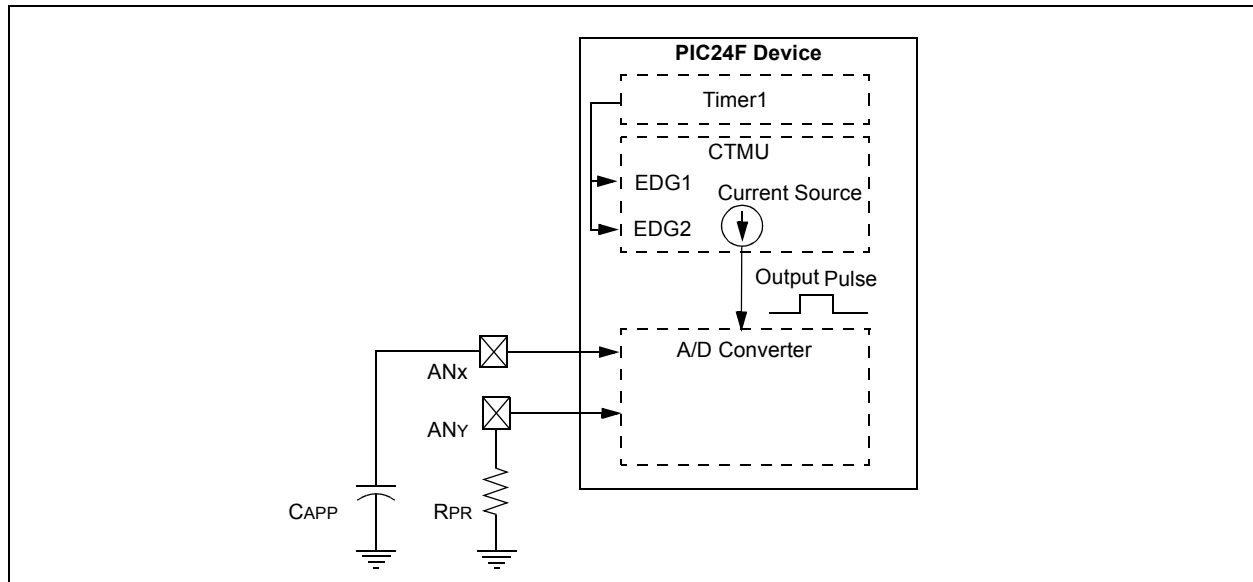 PIC24F Device
Timer1
CTMU
EDG1
Current Source
EDG2
Output Pulse
A/D Converter
ANx
ANY
CAPP
RPR